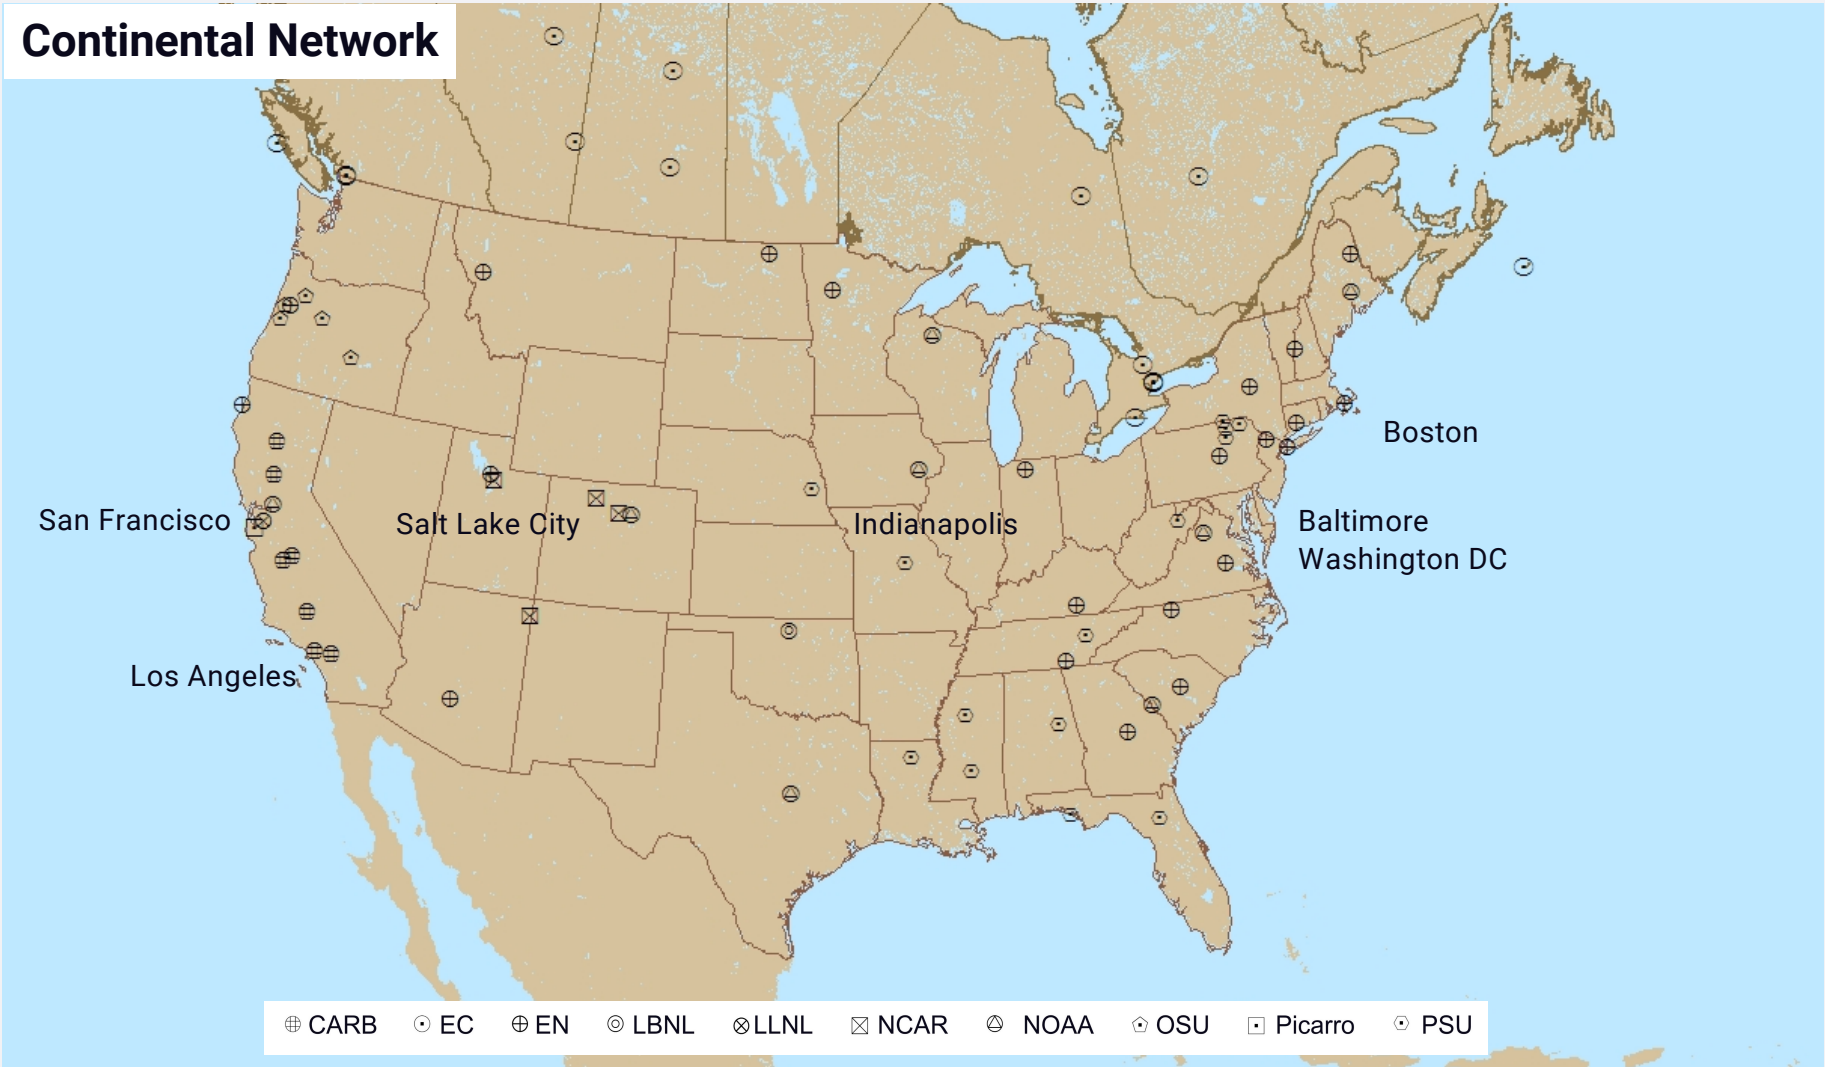 Continental Network
Boston
San Francisco
Salt Lake City
Indianapolis
Baltimore
Washington DC
Los Angeles
CARB EC EN LBNL LLNL NCAR NOAA OSU Picarro PSU